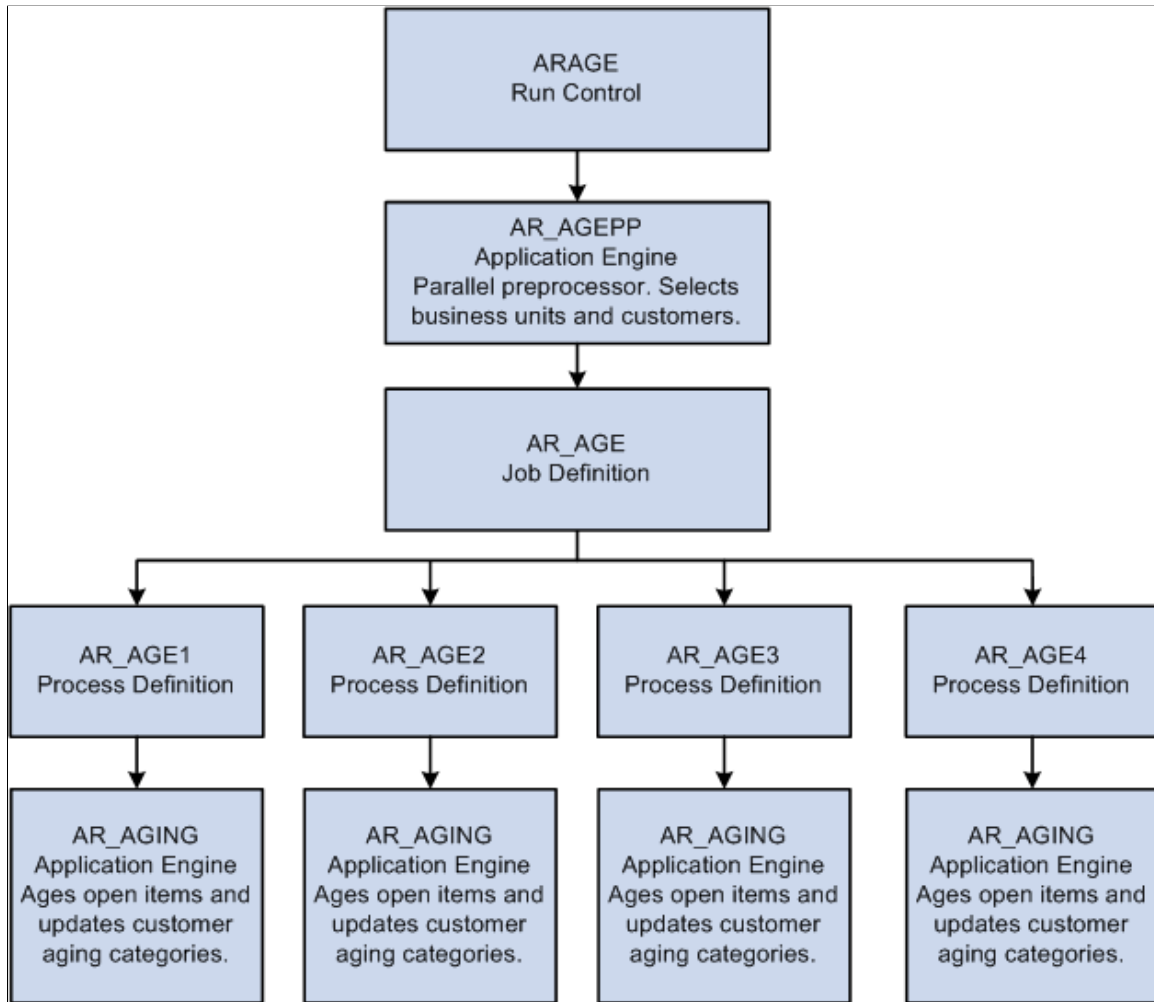 ARAGE
Run Control
AR_AGEPP
Application Engine
Parallel preprocessor. Selects
business units and customers.
AR_AGE
Job Definition
AR_AGE1
Process Definition
AR_AGE2
Process Definition
AR_AGE3
Process Definition
AR_AGE4
Process Definition
AR_AGING
Application Engine
Ages open items and
updates customer
aging categories.
AR_AGING
Application Engine
Ages open items and
updates customer
aging categories.
AR_AGING
Application Engine
Ages open items and
updates customer
aging categories.
AR_AGING
Application Engine
Ages open items and
updates customer
aging categories.